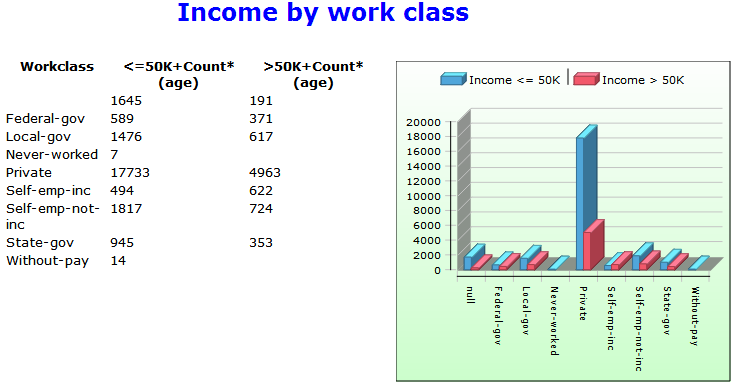 Income by work class
Workclass <=50K+Count* >50K+Count*
(age) (age)
1645 191
Federal-gov 589 371
Local-gov 1476 617
Never-worked 7
Private 17733 4963
Self-emp-inc 494 622
Self-emp-not- 1817 724
inc
State-gov 945 353
Without-pay 14
Income <= 50K Income > 50K
20000
18000
16000
14000
12000
10000
8000
6000
4000
2000
0
null
Federal-gov
Local-gov
Never-worked
Private
Self-emp-inc
Self-emp-not-inc
State-gov
Without-pay